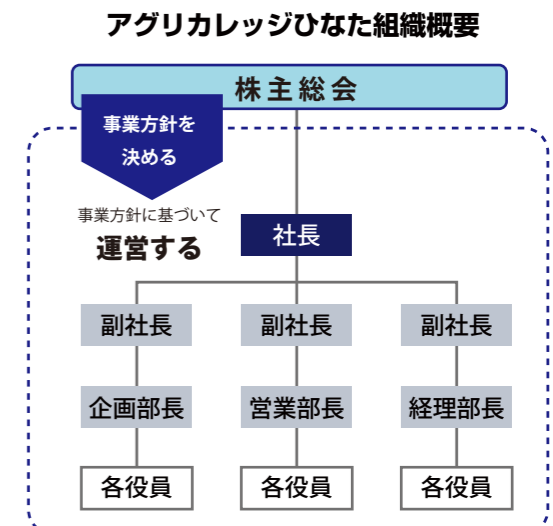 アグリカレッジひなた組織概要
株主総会
事業方針を
決める
事業方針に基づいて
運営する
社長
副社長 副社長 副社長
企画部長 営業部長 経理部長
各役員 各役員 各役員